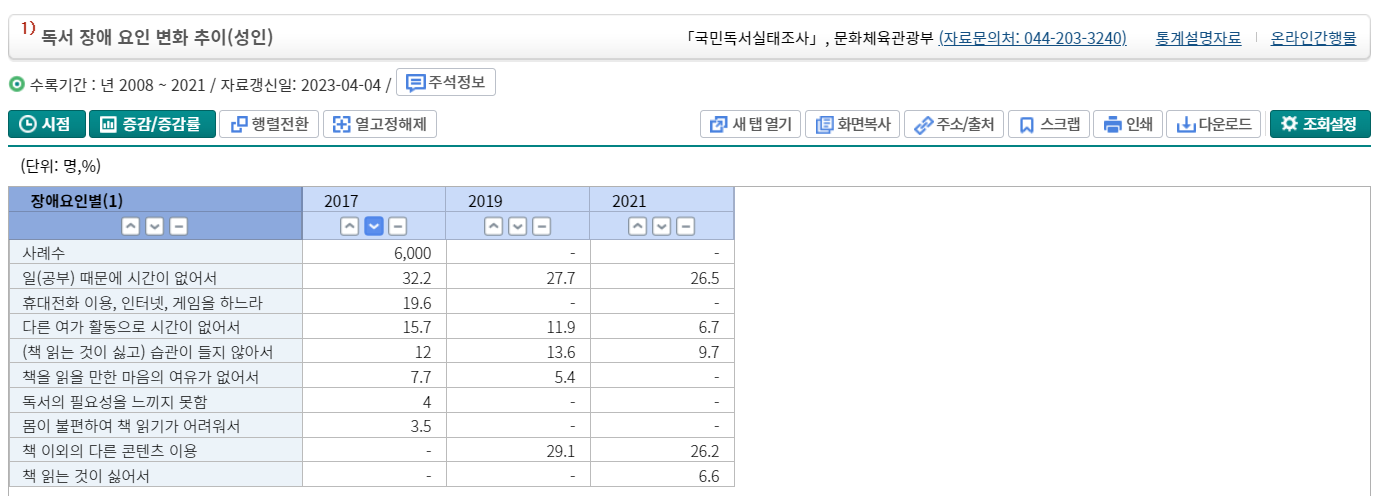 1) 독서 장애 요인 변화 추이(성인)
「국민독서실태조사」, 문화체육관광부 (자료문의처: 044-203-3240) 통계설명자료 온라인간행물
수록기간 : 년 2008 ~ 2021 / 자료갱신일: 2023-04-04 / 주석정보
시점 증감/증감률 행렬전환 열고정해제 새 탭 열기 화면복사 주소/출처 스크랩 인쇄 다운로드 조회설정
(단위: 명,%)
장애요인별(1) 2017 2019 2021
사례수 6,000 - -
일(공부) 때문에 시간이 없어서 32.2 27.7 26.5
휴대전화 이용, 인터넷, 게임을 하느라 19.6 - -
다른 여가 활동으로 시간이 없어서 15.7 11.9 6.7
(책 읽는 것이 싫고) 습관이 들지 않아서 12 13.6 9.7
책을 읽을 만한 마음의 여유가 없어서 7.7 5.4 -
독서의 필요성을 느끼지 못함 4 - -
몸이 불편하여 책 읽기가 어려워서 3.5 - -
책 이외의 다른 콘텐츠 이용 - 29.1 26.2
책 읽는 것이 싫어서 - - 6.6